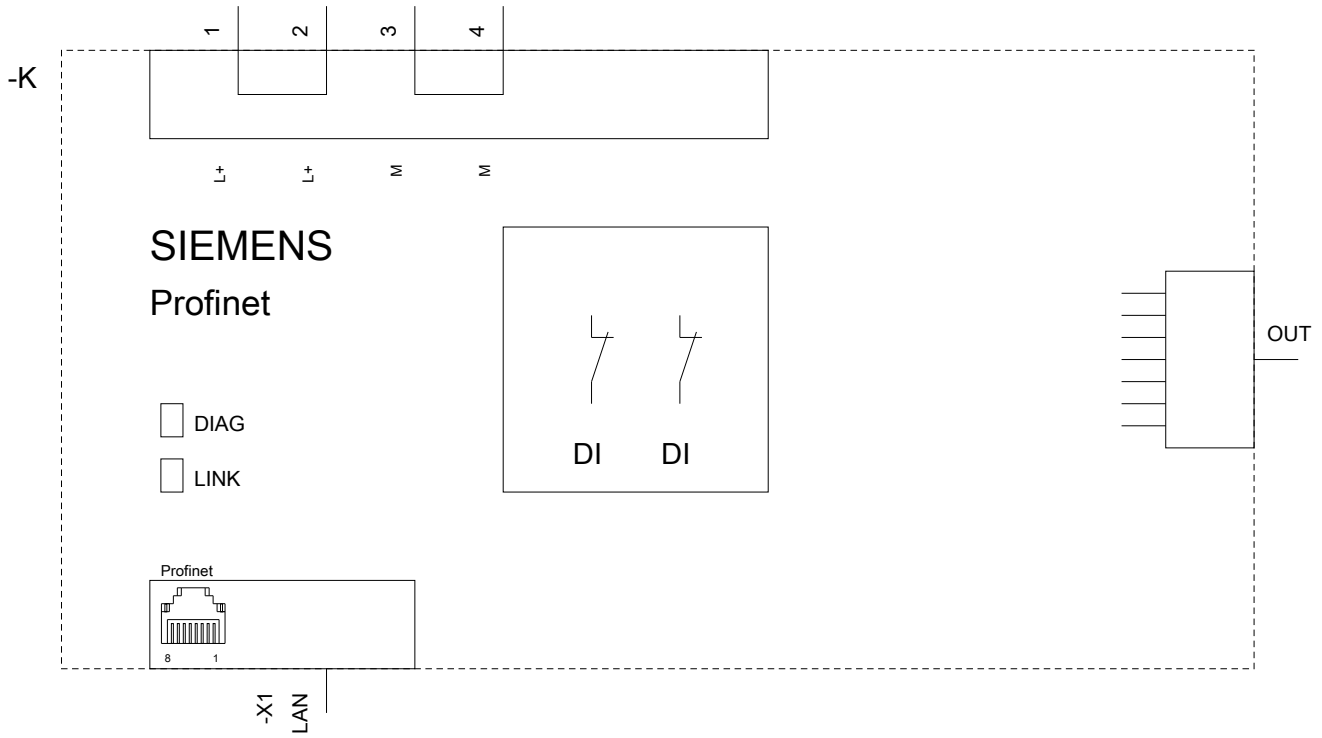 1 2 3 4
-K
L+ L+ M M
SIEMENS
Profinet
OUT
DIAG
DI DI
LINK
Profinet
8 1
-X1
LAN